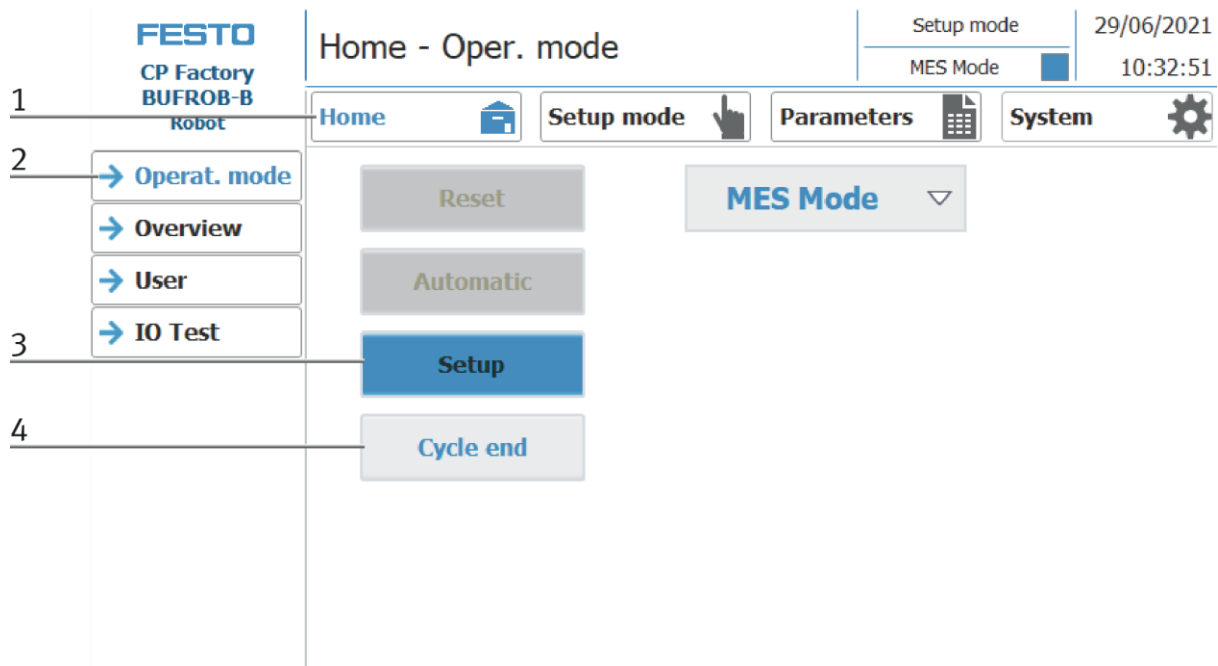 FESTO
CP Factory
BUFROB-B
Robot
Home - Oper. mode
Setup mode
MES Mode
29/06/2021
10:32:51
1
Home
Setup mode
Parameters
System
2
Operat. mode
Overview
User
IO Test
Reset
MES Mode
Automatic
3
Setup
4
Cycle end